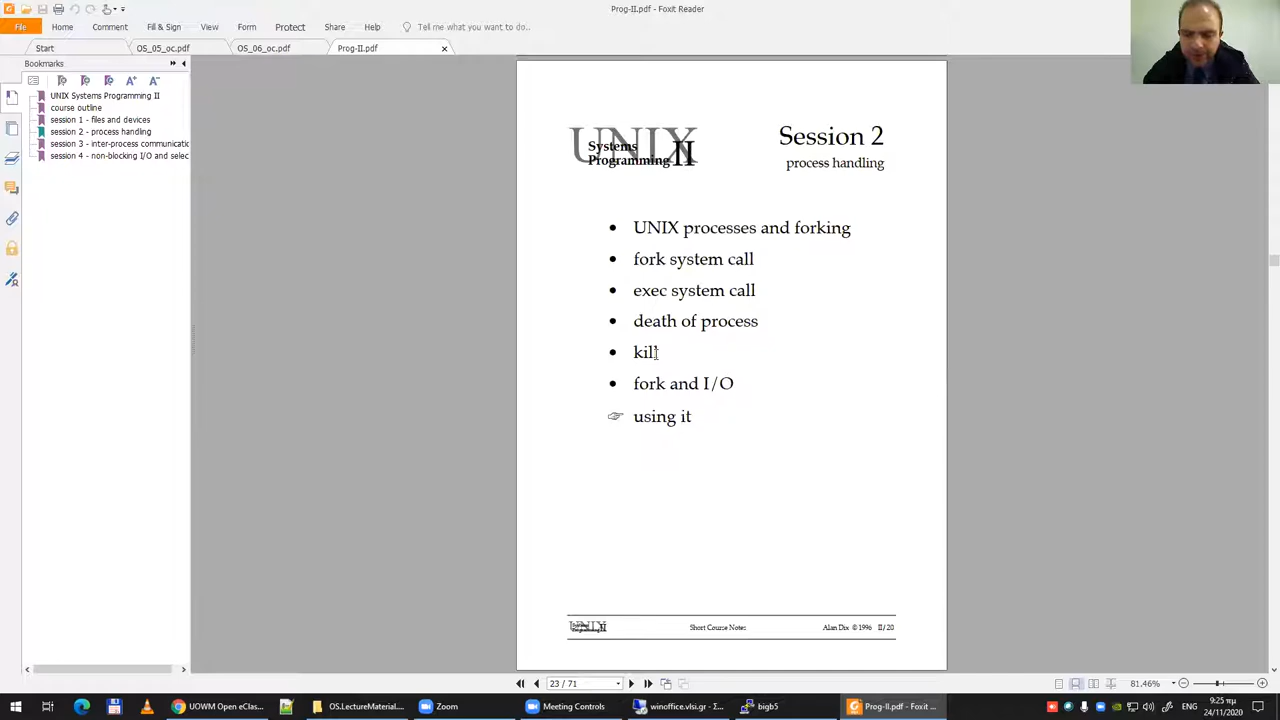 Prog-II.pdf - Foxit Reader
File Home Comment Fill & Sign View Form Protect Share Help Tell me what you want to do..
Start OS_05_oc.pdf OS_06_oc.pdf Prog-II.pdf
Bookmarks
UNIX Systems Programming II
course outline
session 1 - files and devices
session 2 - process handling
session 3 - inter-process communicatio
session 4 - non-blocking I/O and selec
UNIX
Systems
Programming II
Session 2
process handling
• UNIX processes and forking
• fork system call
• exec system call
• death of process
• kill
• fork and I/O
☞ using it
Short Course Notes Alan Dix © 1996 II/20
23 / 71
81.46%
UOWM Open eClas... OS.LectureMaterial.... Zoom Meeting Controls winoffice.vlsi.gr - Σ... bigb5 Prog-II.pdf - Foxit ...
9:25 πμ
24/11/2020